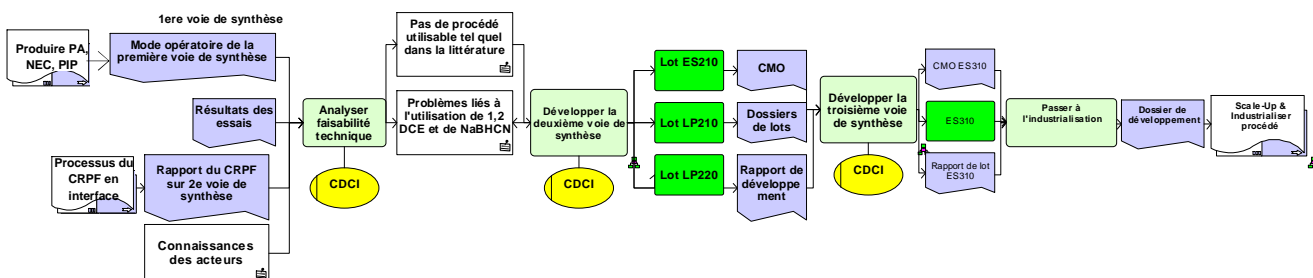 1ere voie de synthèse
Produire PA,
NEC, PIP
Mode opératoire de la
première voie de synthèse
Résultats des
essais
Processus du
CRPF en
interface
Rapport du CRPF
sur 2e voie de
synthèse
Connaissances
des acteurs
Analyser
faisabilité
technique
CDCI
Pas de procédé
utilisable tel quel
dans la littérature
Problèmes liés à
l'utilisation de 1,2
DCE et de NaBHCN
Développer la
deuxième voie de
synthèse
CDCI
Lot ES210
Lot LP210
Lot LP220
CMO
Dossiers
de lots
Rapport de
développe
ment
Développer la
troisième voie
de synthèse
CDCI
CMO ES310
ES310
Rapport de lot
ES310
Passer à
l'industrialisation
Dossier de
développement
Scale-Up &
Industrialiser
procédé